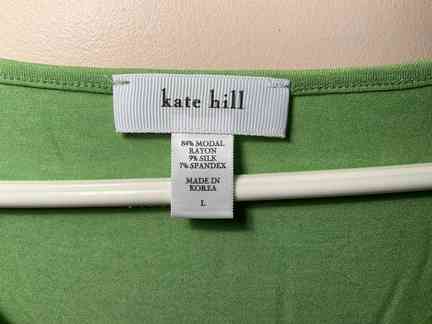 kate hill
84% MODAL
RAYON
9% SILK
7% SPANDEX
MADE IN
KOREA
L